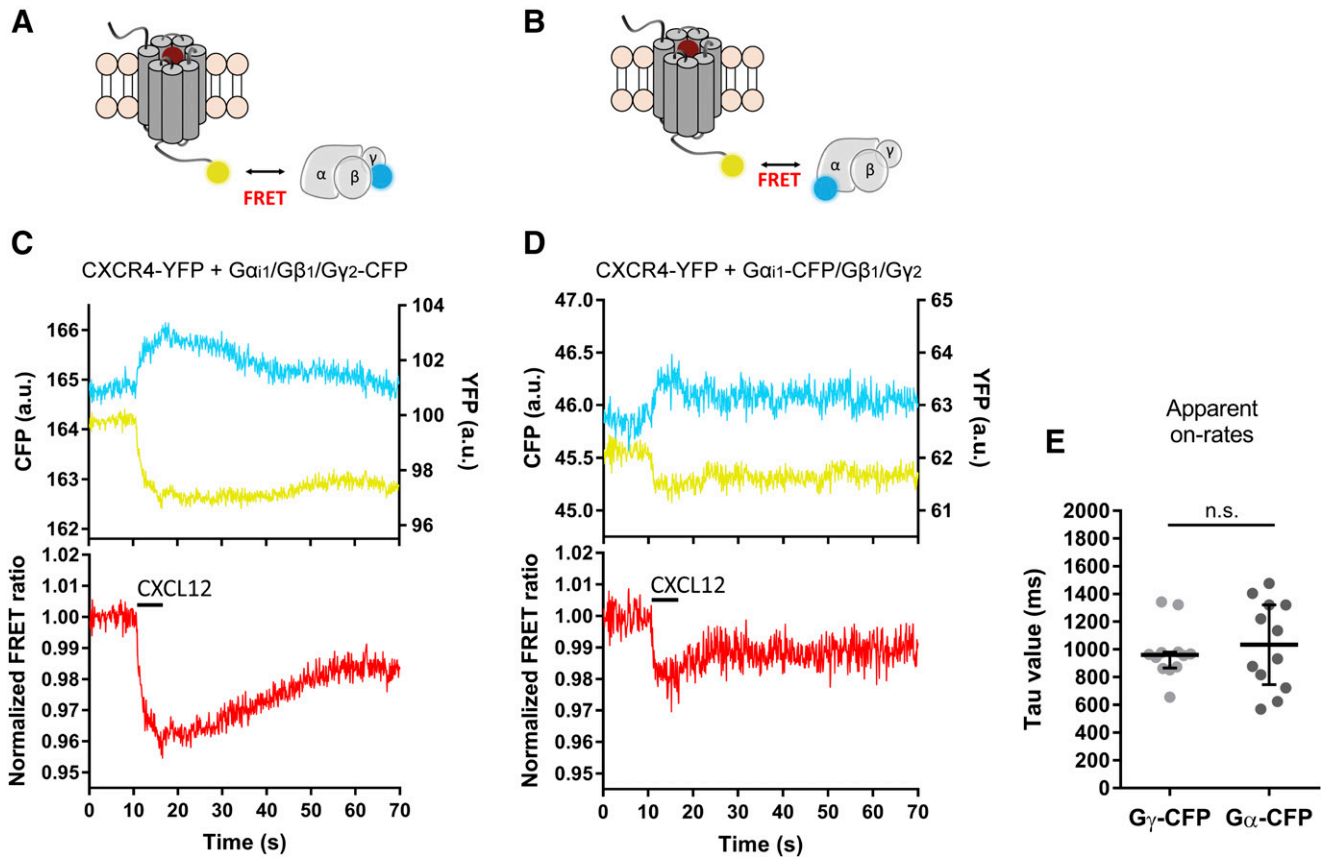 A
B
α
β
γ
FRET
α
β
γ
FRET
C
CXCR4-YFP + Gαi1/Gβ1/Gγ2-CFP
166
165
164
163
162
CFP (a.u.)
104
102
100
98
96
YFP (a.u.)
1.02
1.01
1.00
0.99
0.98
0.97
0.96
0.95
Normalized FRET ratio
CXCL12
0 10 20 30 40 50 60 70
Time (s)
D
CXCR4-YFP + Gαi1-CFP/Gβ1/Gγ2
47.0
46.5
46.0
45.5
45.0
CFP (a.u.)
65
64
63
62
61
YFP (a.u.)
1.02
1.01
1.00
0.99
0.98
0.97
0.96
0.95
Normalized FRET ratio
CXCL12
0 10 20 30 40 50 60 70
Time (s)
E
Apparent
on-rates
n.s.
2000
1800
1600
1400
1200
1000
800
600
400
200
0
Tau value (ms)
Gγ-CFP Gα-CFP